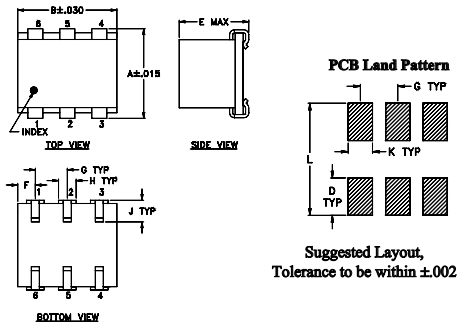 B±.030
6 5 4
A±.015
INDEX
1 2 3
TOP VIEW
E MAX
SIDE VIEW
PCB Land Pattern
G TYP
K TYP
L
D
TYP
Suggested Layout,
Tolerance to be within ±.002
G TYP
H TYP
F
1 2 3
J TYP
6 5 4
BOTTOM VIEW